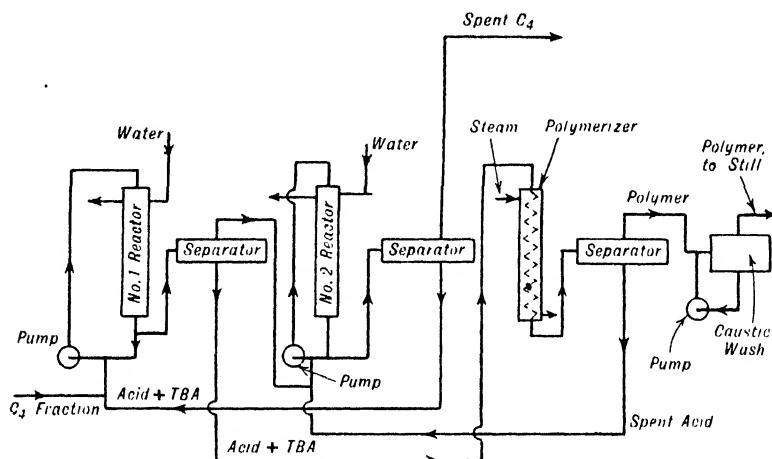 Spent C4
Water
Water
Steam
Polymerizer
Polymer,
to Still
Polymer
No.1 Reactor
Separator
No.2 Reactor
Separator
Separator
Pump
Pump
Pump
Caustic
Wash
C4 Fraction
Acid + TBA
Spent Acid
Acid + TBA